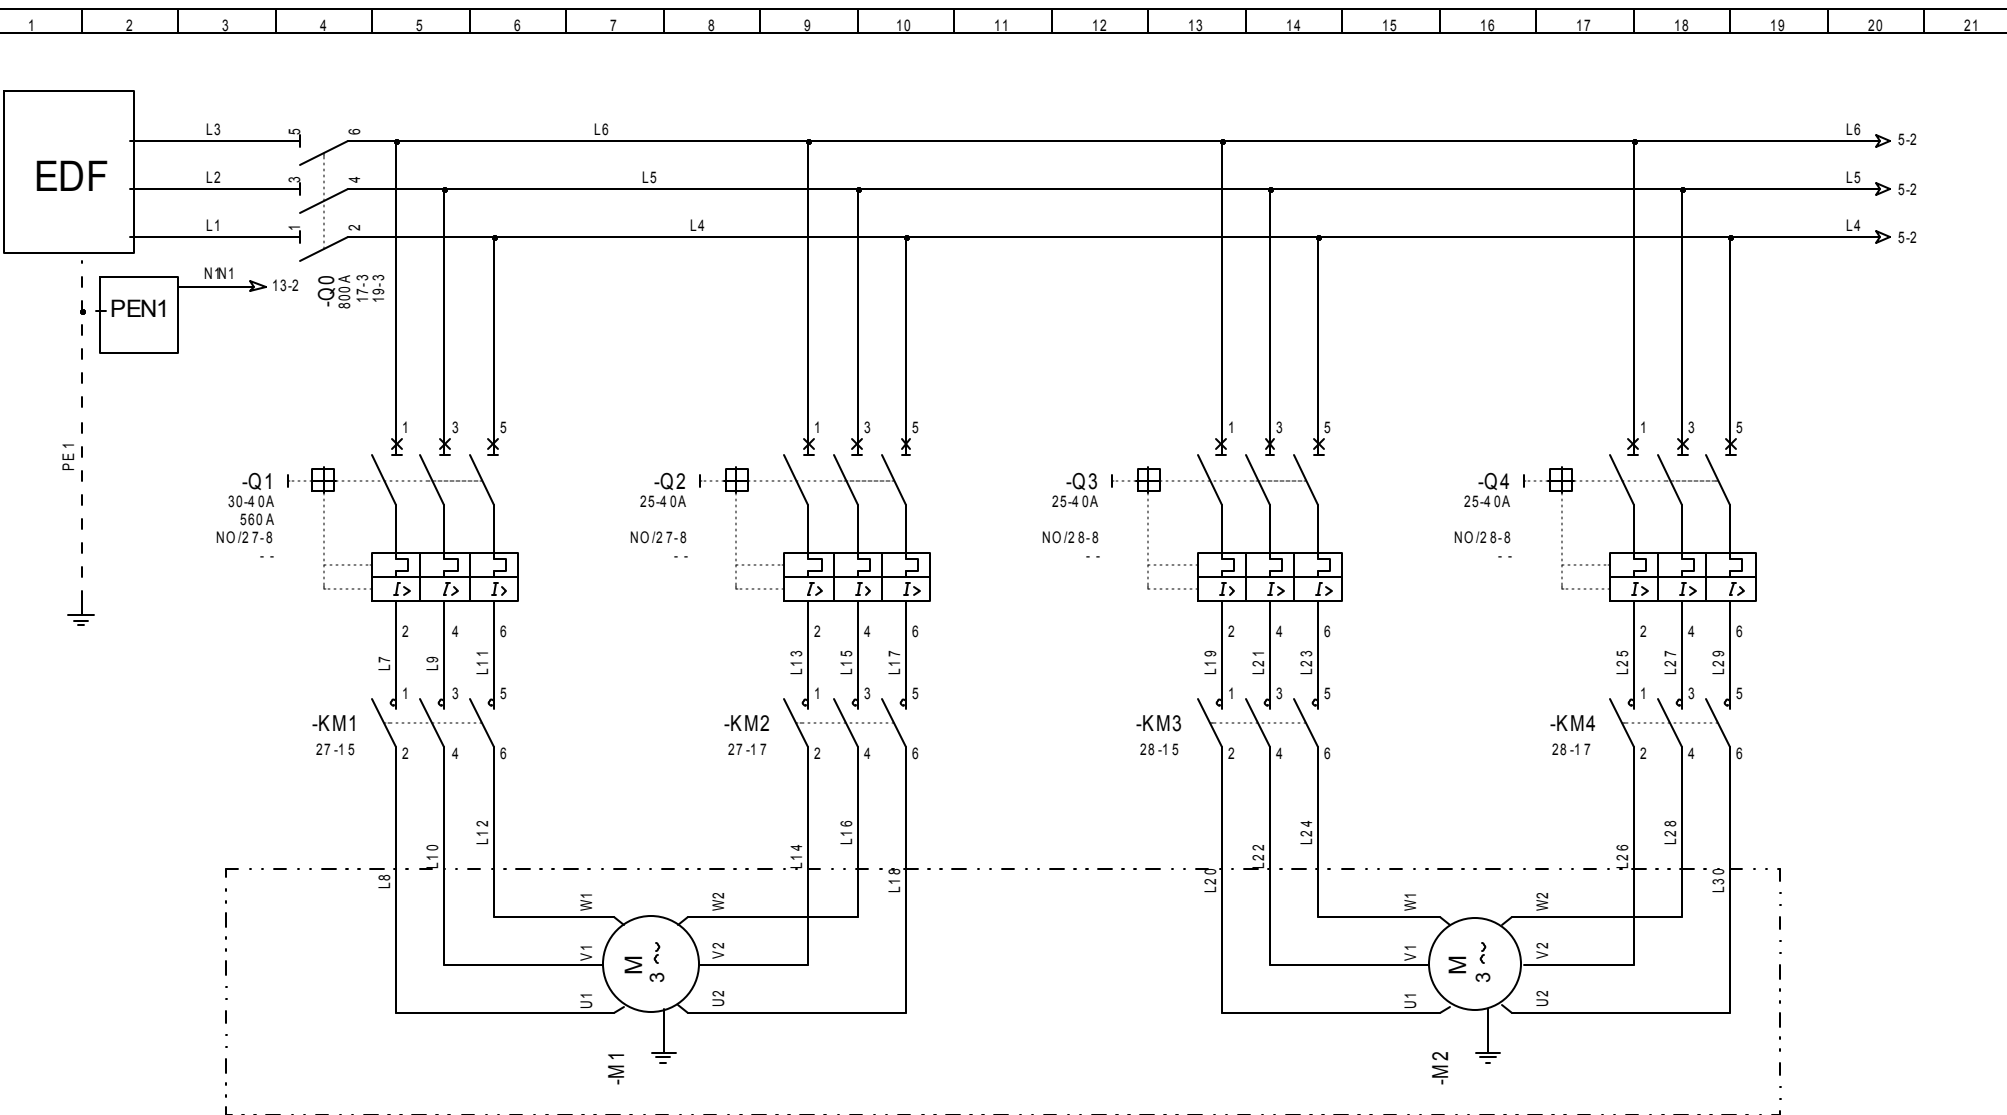 1 2 3 4 5 6 7 8 9 10 11 12 13 14 15 16 17 18 19 20 21
EDF
L3 5 6 L6 L6 5-2
L2 3 4 L5 L5 5-2
L1 1 2 L4 L4 5-2
PEN1
N1N1 13-2
-Q0
800A
17-3
19-3
PE1
1 3 5 1 3 5 1 3 5 1 3 5
-Q1
30-40A
560A
NO/27-8
--
-Q2
25-40A
NO/27-8
--
-Q3
25-40A
NO/28-8
--
-Q4
25-40A
NO/28-8
--
I> I> I> I> I> I> I> I> I> I> I> I>
2 4 6 2 4 6 2 4 6 2 4 6
L7 L9 L11 L13 L15 L17 L19 L21 L23 L25 L27 L29
1 3 5 1 3 5 1 3 5 1 3 5
-KM1
27-15
-KM2
27-17
-KM3
28-15
-KM4
28-17
2 4 6 2 4 6 2 4 6 2 4 6
L8 L10 L12 L14 L16 L18 L20 L22 L24 L26 L28 L30
W1 W2 W1 W2
V1 V2 V1 V2
U1 U2 U1 U2
M
3~
M
3~
-M1
-M2